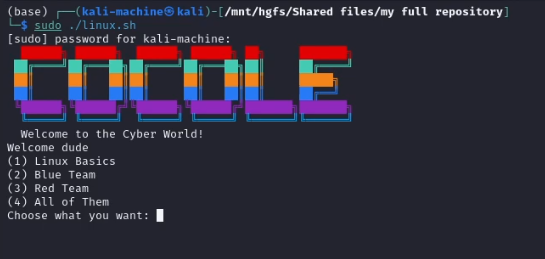 (base) ┌──(kali-machine㉿kali)-[/mnt/hgfs/Shared files/my full repository]
└─$ sudo ./linux.sh
[sudo] password for kali-machine:
GOOGLE
Welcome to the Cyber World!
Welcome dude
(1) Linux Basics
(2) Blue Team
(3) Red Team
(4) All of Them
Choose what you want: